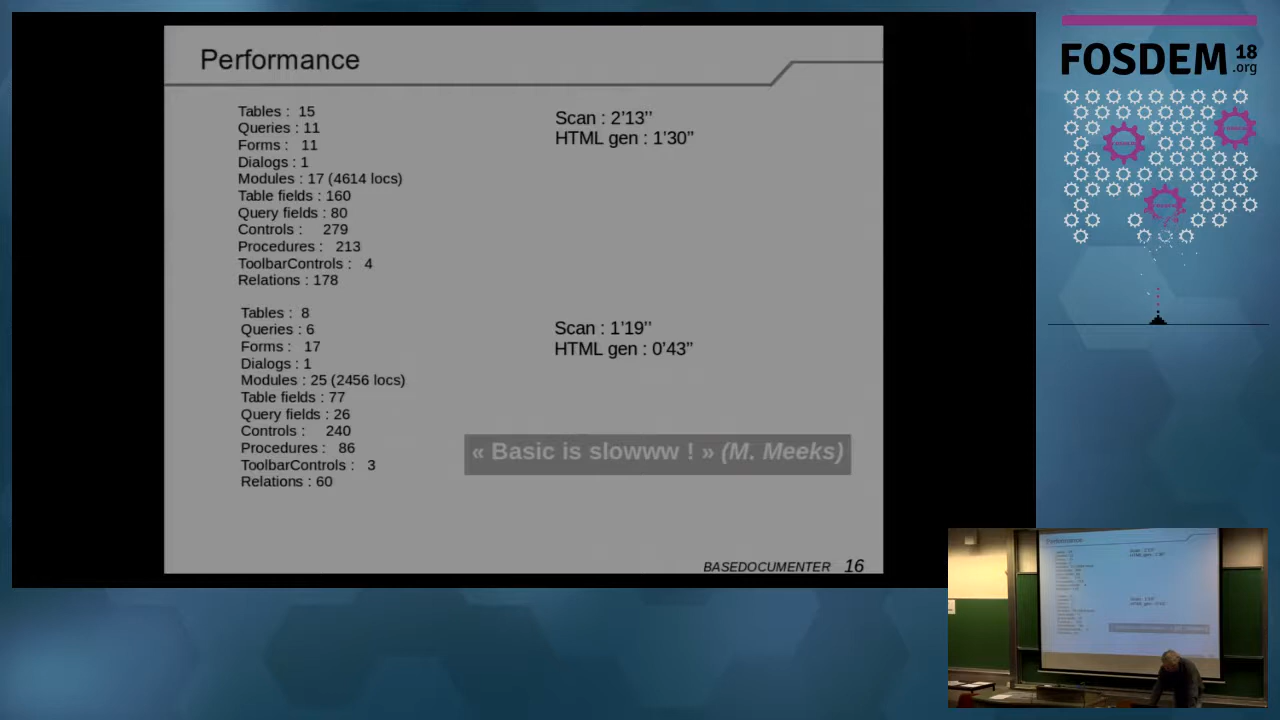 Performance
Tables : 15
Queries : 11
Forms : 11
Dialogs : 1
Modules : 17 (4614 locs)
Table fields : 160
Query fields : 80
Controls : 279
Procedures : 213
ToolbarControls : 4
Relations : 178
Scan : 2’13’’
HTML gen : 1’30’’
Tables : 8
Queries : 6
Forms : 17
Dialogs : 1
Modules : 25 (2456 locs)
Table fields : 77
Query fields : 26
Controls : 240
Procedures : 86
ToolbarControls : 3
Relations : 60
Scan : 1’19’’
HTML gen : 0’43’’
« Basic is slowww ! » (M. Meeks)
BASEDOCUMENTER 16
FOSDEM 18
.org